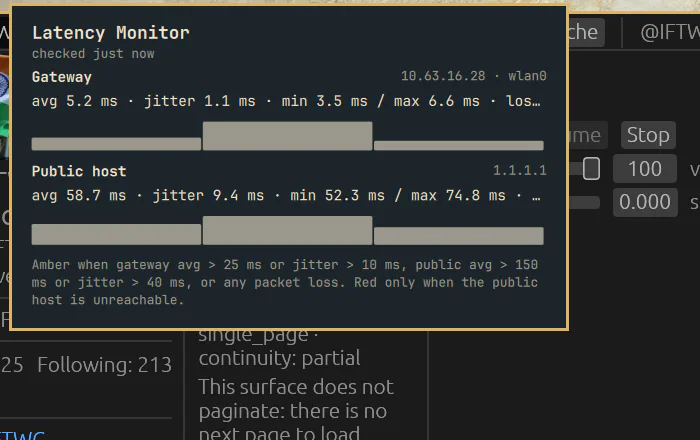 Latency Monitor
checked just now
Gateway 10.63.16.28 · wlan0
avg 5.2 ms · jitter 1.1 ms · min 3.5 ms / max 6.6 ms · los…
Public host 1.1.1.1
avg 58.7 ms · jitter 9.4 ms · min 52.3 ms / max 74.8 ms · …
Amber when gateway avg > 25 ms or jitter > 10 ms, public avg > 150
ms or jitter > 40 ms, or any packet loss. Red only when the public
host is unreachable.
@IFTW
Stop
100
0.000
25 Following: 213
single_page ·
continuity: partial
This surface does not
paginate: there is no
next page to load